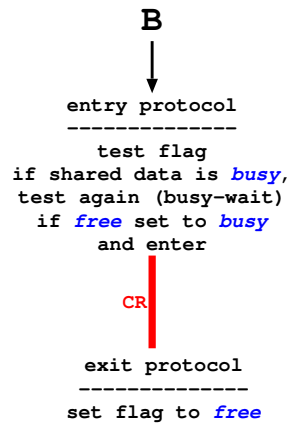 B
entry protocol
--------------
test flag
if shared data is busy,
test again (busy-wait)
if free set to busy
and enter
CR
exit protocol
--------------
set flag to free